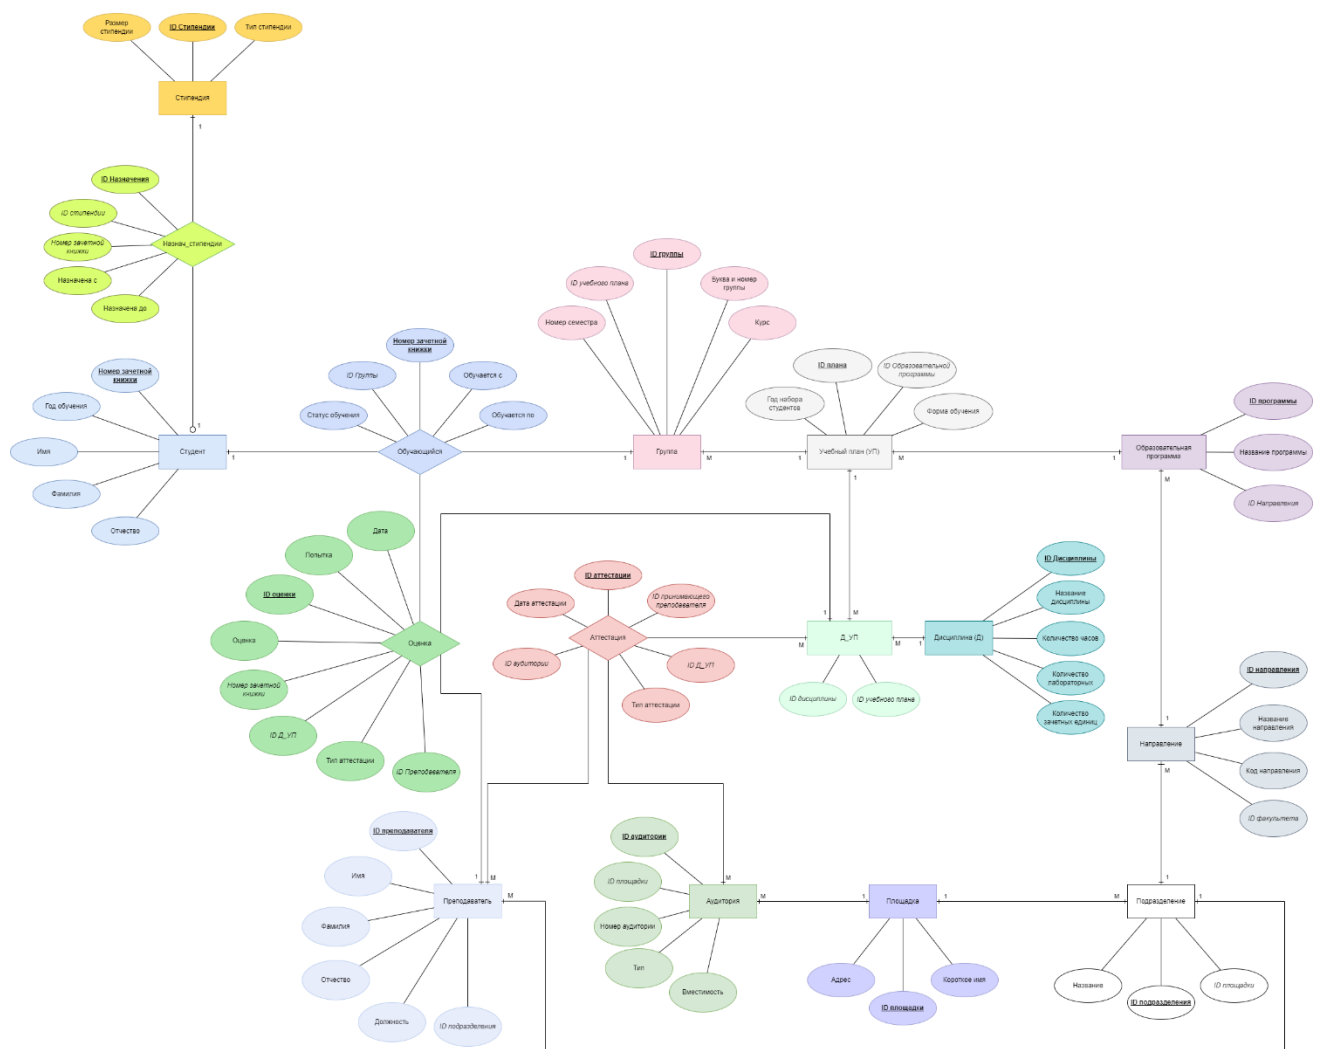 Размер
стипендии
ID Стипендии
Тип стипендии
Стипендия
1
ID Назначения
ID стипендии
Номер зачетной
книжки
Назначена с
Назначена до
Назнач_стипендии
1
Номер зачетной
книжки
Год обучения
Имя
Фамилия
Отчество
Студент
1
Номер зачетной
книжки
ID Группы
Обучается с
Статус обучения
Обучается по
Обучающийся
1
ID группы
ID учебного плана
Буква и номер
группы
Номер семестра
Курс
Группа
M
ID плана
ID Образовательной
программы
Год набора
студентов
Форма обучения
Учебный план (УП)
1
M
1
1
ID программы
Название программы
ID Направления
Образовательная
программа
M
Дата
Попытка
ID оценки
Оценка
Номер зачетной
книжки
ID Д_УП
Тип аттестации
ID Преподавателя
Оценка
ID аттестации
Дата аттестации
ID принимающего
преподавателя
ID аудитории
ID Д_УП
Тип аттестации
Аттестация
M
1
M
Д_УП
M
ID дисциплины
ID учебного плана
1
Дисциплина (Д)
ID Дисциплины
Название
дисциплины
Количество часов
Количество
лабораторных
Количество
зачетных единиц
1
ID направления
Название
направления
Код направления
ID факультета
Направление
M
ID преподавателя
Имя
Фамилия
Отчество
Должность
ID подразделения
1
M
Преподаватель
M
ID аудитории
ID площадки
Номер аудитории
Тип
Вместимость
M
Аудитория
M
1
Площадка
1
Адрес
ID площадки
Короткое имя
M
1
Подразделение
1
Название
ID подразделения
ID площадки